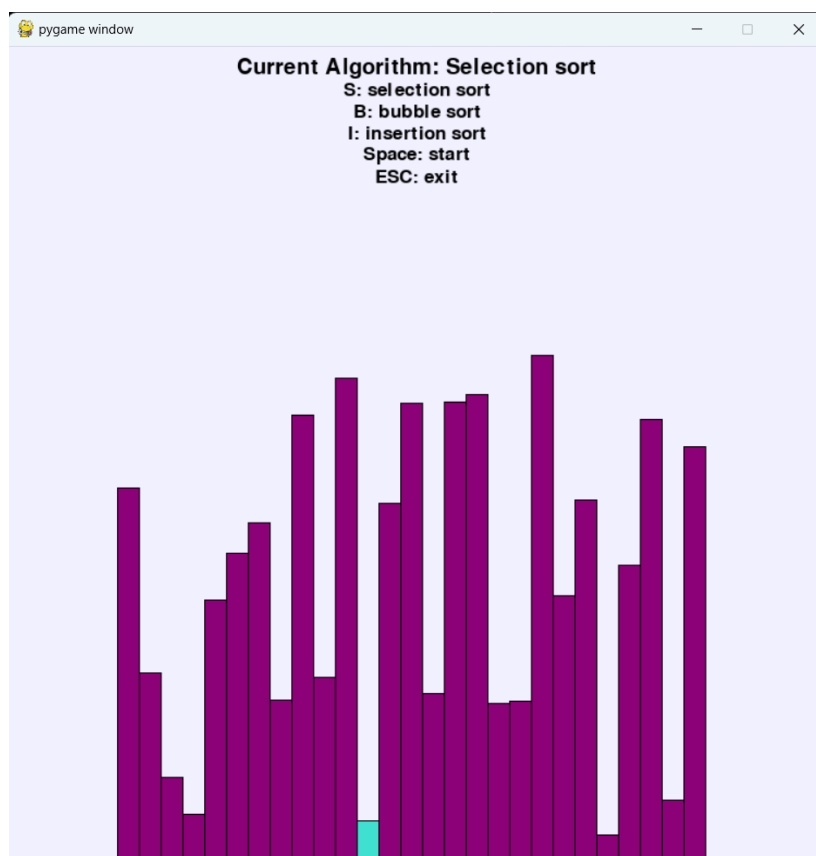 pygame window
Current Algorithm: Selection sort
S: selection sort
B: bubble sort
I: insertion sort
Space: start
ESC: exit